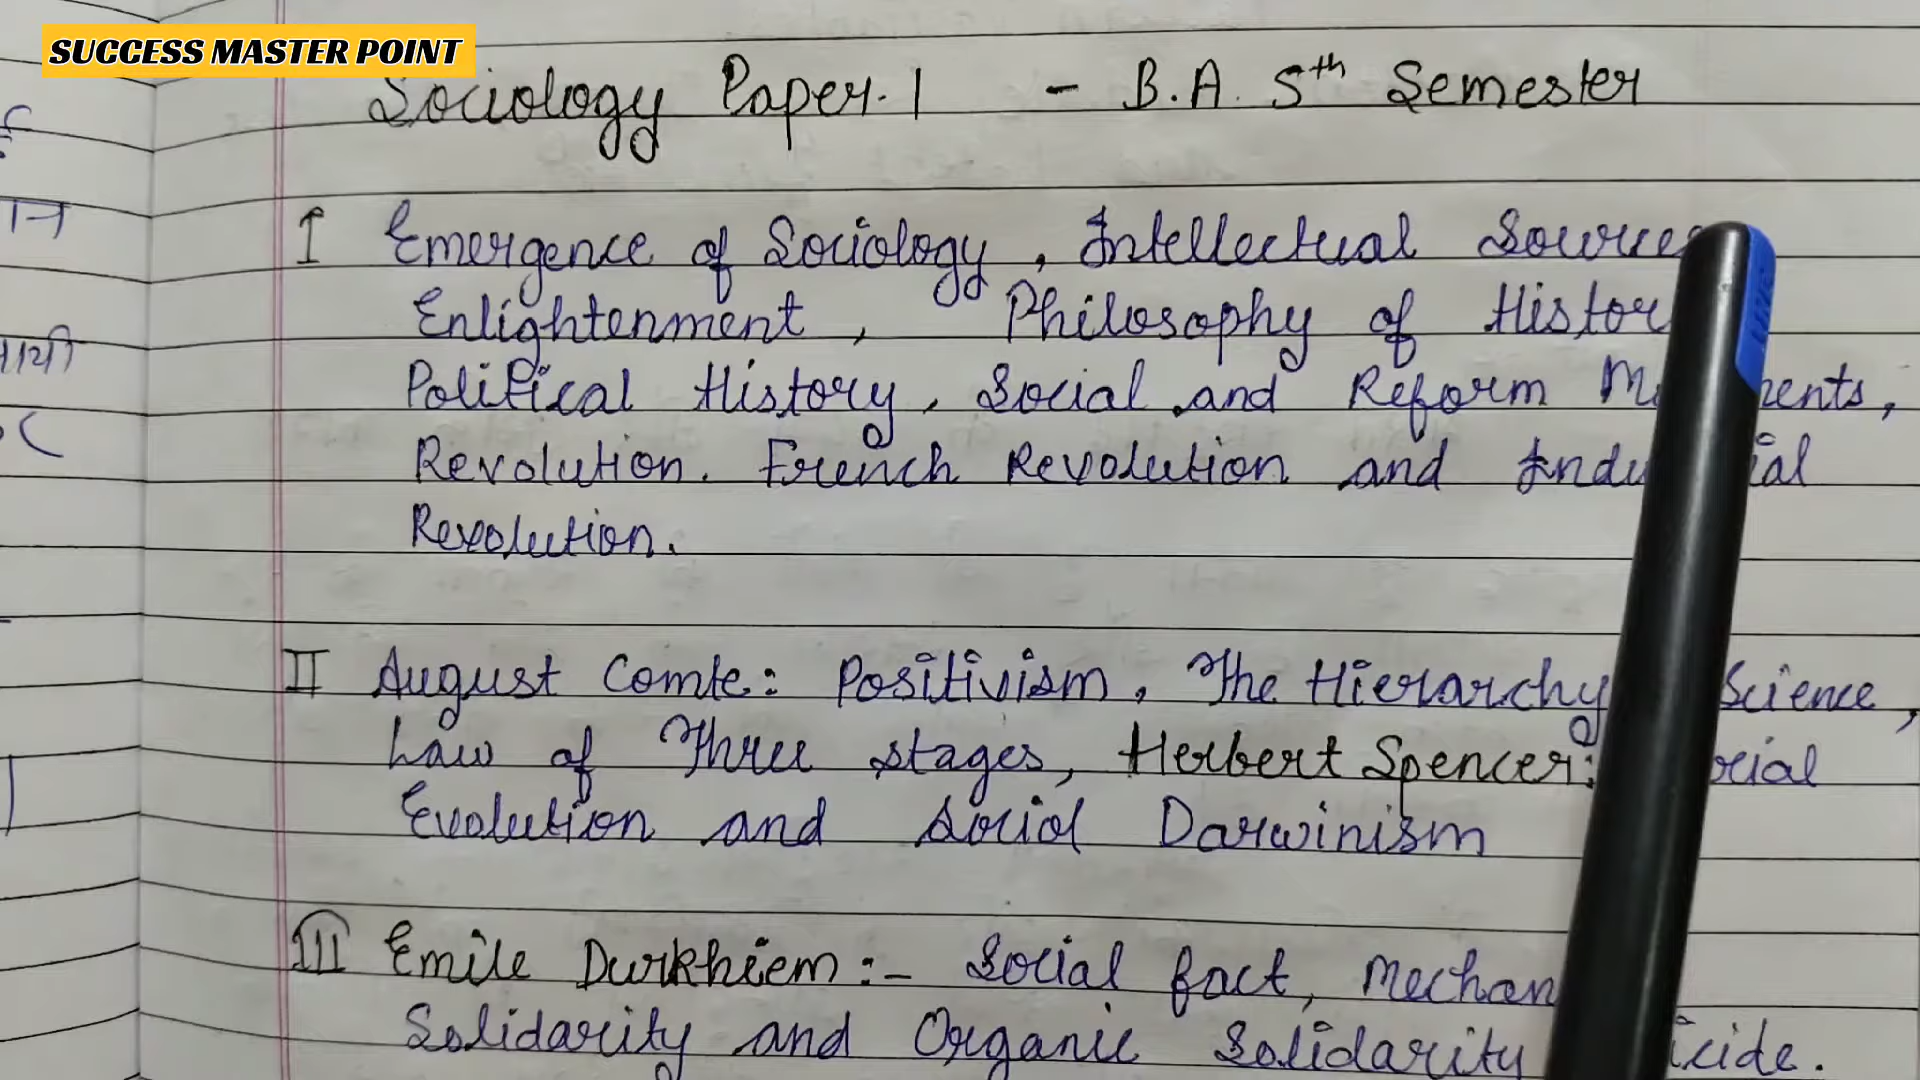 SUCCESS MASTER POINT
Sociology Paper. 1 - B.A. 5th Semester
I Emergence of Sociology, Intellectual
Enlightenment, Philosophy of
Political History, Social and Reform
Revolution. French Revolution and
Revolution.
II August Comte: Positivism, The Hierarchy Science,
Law of Three stages, Herbert Spencer:
Evolution and Sociol Darwinism
III Emile Durkhiem:- Social fact,
Solidarity and Organic Solidarity